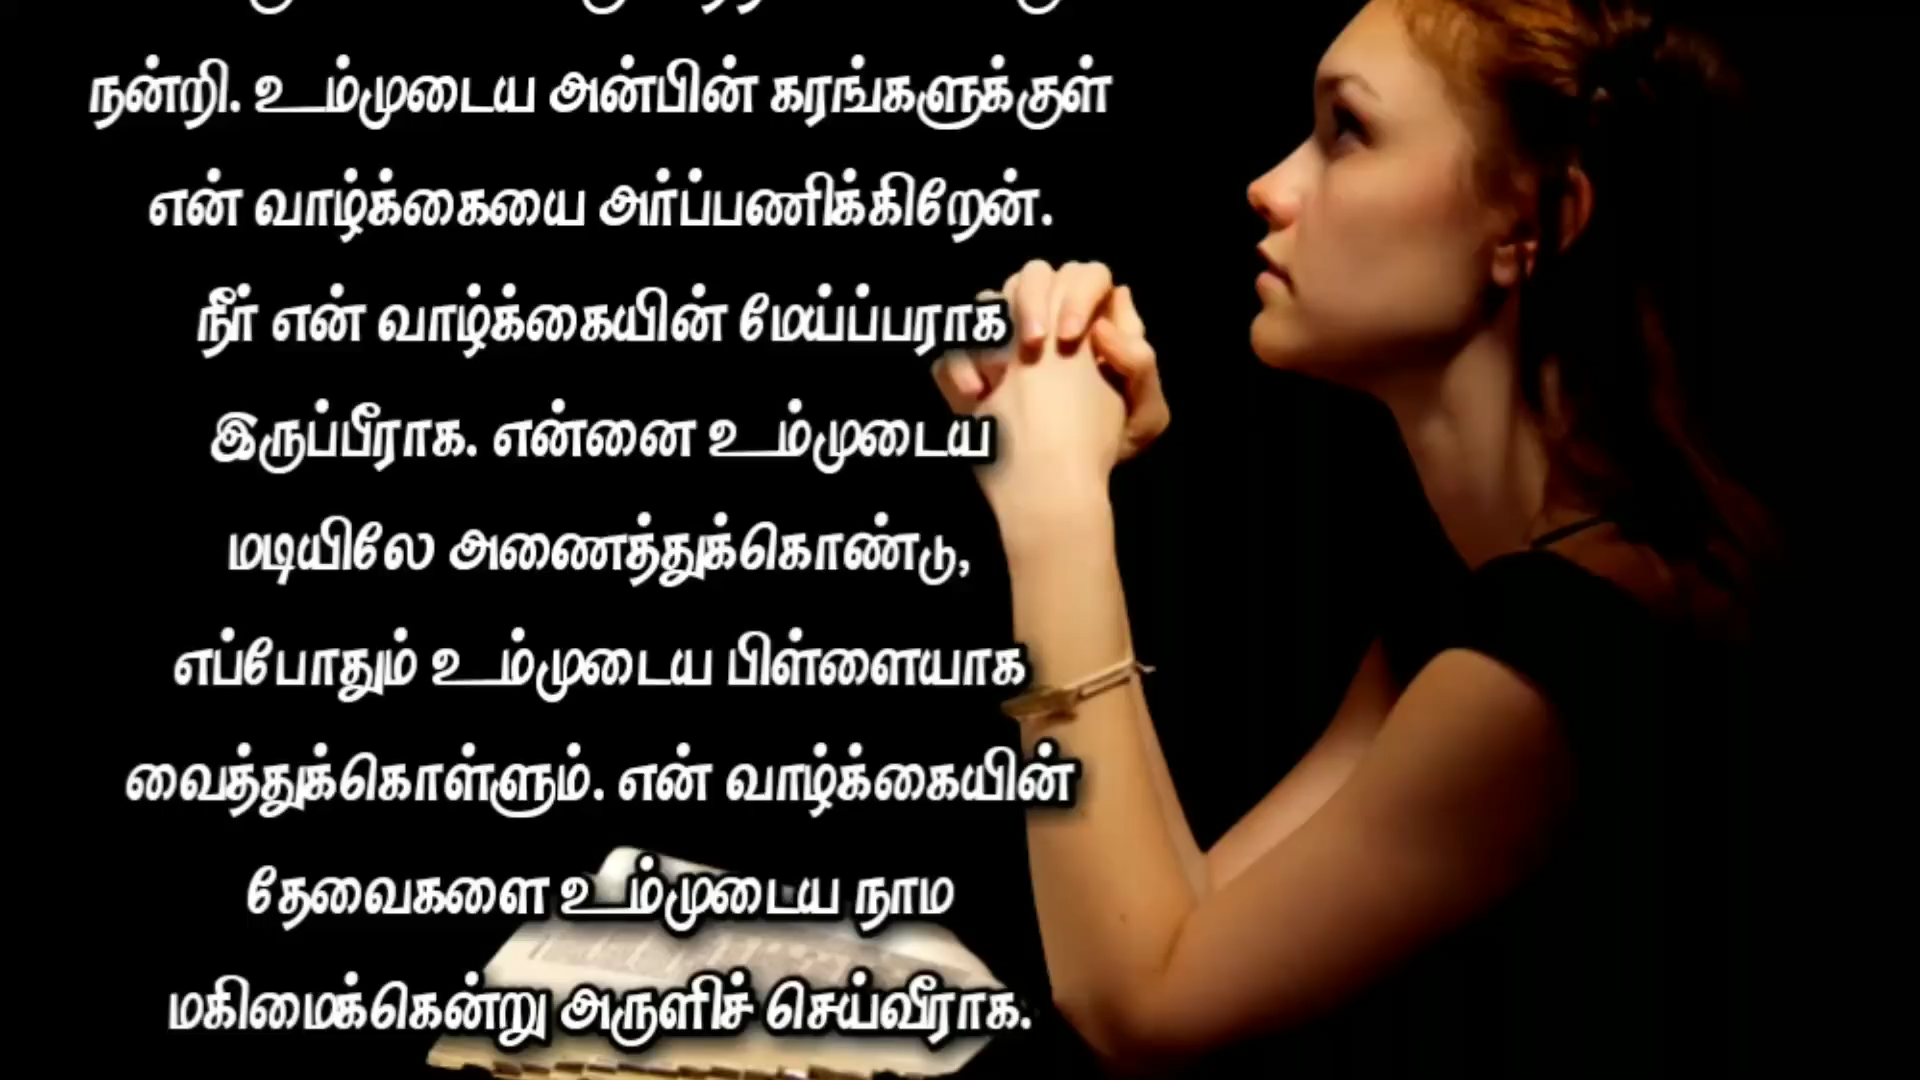 நன்றி. உம்முடைய அன்பின் கரங்களுக்குள்
என் வாழ்க்கையை அர்ப்பணிக்கிறேன்.
நீர் என் வாழ்க்கையின் மேய்ப்பராக
இருப்பீராக. என்னை உம்முடைய
மடியிலே அணைத்துக்கொண்டு,
எப்போதும் உம்முடைய பிள்ளையாக
வைத்துக்கொள்ளும். என் வாழ்க்கையின்
தேவைகளை உம்முடைய நாம
மகிமைக்கென்று அருளிச் செய்வீராக.